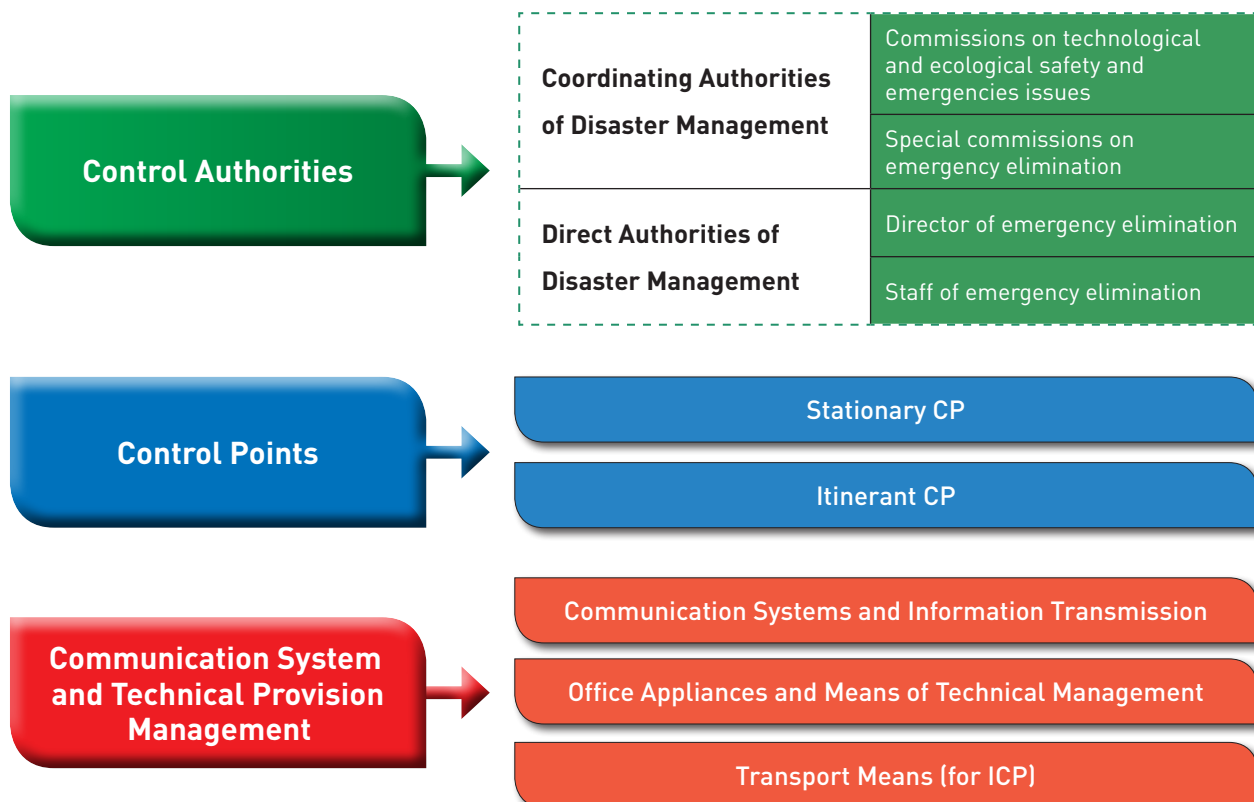 Control Authorities
Coordinating Authorities
of Disaster Management
Commissions on technological
and ecological safety and
emergencies issues
Special commissions on
emergency elimination
Direct Authorities of
Disaster Management
Director of emergency elimination
Staff of emergency elimination
Control Points
Stationary CP
Itinerant CP
Communication System
and Technical Provision
Management
Communication Systems and Information Transmission
Office Appliances and Means of Technical Management
Transport Means (for ICP)